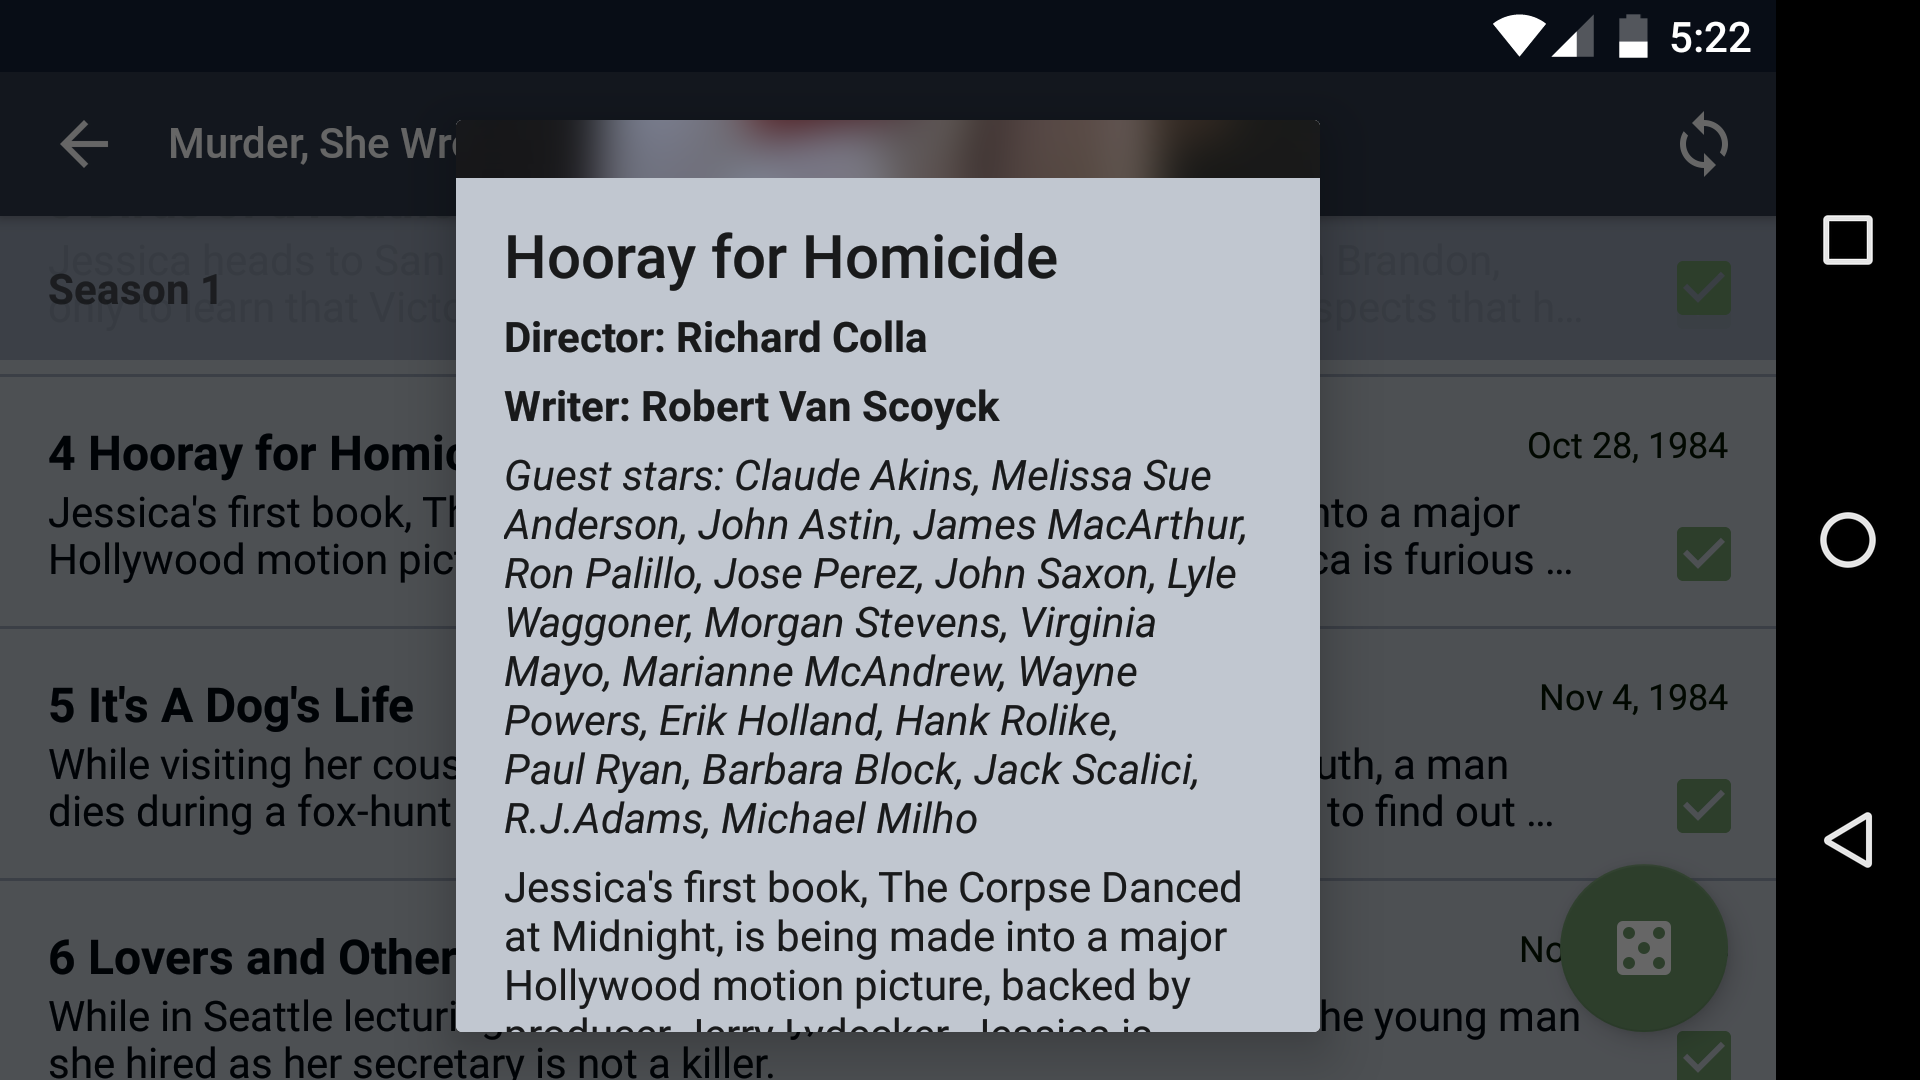 5:22
Murder, She Wr
Jessica heads to San
Brandon,
Season 1
only to learn that Victo
spects that h...
4 Hooray for Homic
Oct 28, 1984
Jessica's first book, Th
nto a major
Hollywood motion pict
ca is furious ...
5 It's A Dog's Life
Nov 4, 1984
While visiting her cous
uth, a man
dies during a fox-hunt
to find out ...
6 Lovers and Other
No
While in Seattle lecturi
he young man
she hired as her secretary is not a killer.
Hooray for Homicide
Director: Richard Colla
Writer: Robert Van Scoyck
Guest stars: Claude Akins, Melissa Sue
Anderson, John Astin, James MacArthur,
Ron Palillo, Jose Perez, John Saxon, Lyle
Waggoner, Morgan Stevens, Virginia
Mayo, Marianne McAndrew, Wayne
Powers, Erik Holland, Hank Rolike,
Paul Ryan, Barbara Block, Jack Scalici,
R.J.Adams, Michael Milho
Jessica's first book, The Corpse Danced
at Midnight, is being made into a major
Hollywood motion picture, backed by
producer Jerry Lydecker. Jessica is